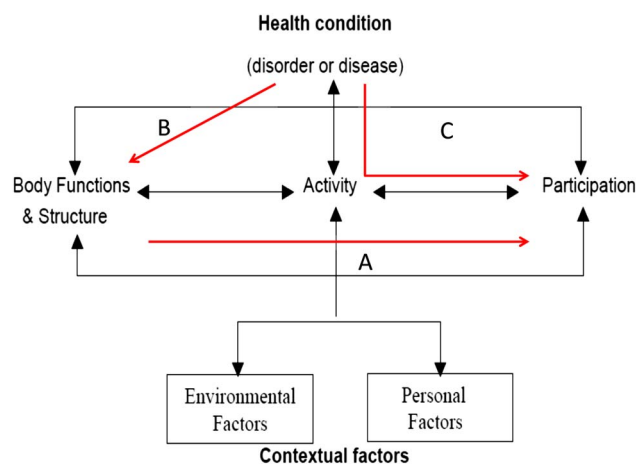 Health condition
(disorder or disease)
B
C
Body Functions
& Structure
Activity
Participation
A
Environmental
Factors
Personal
Factors
Contextual factors